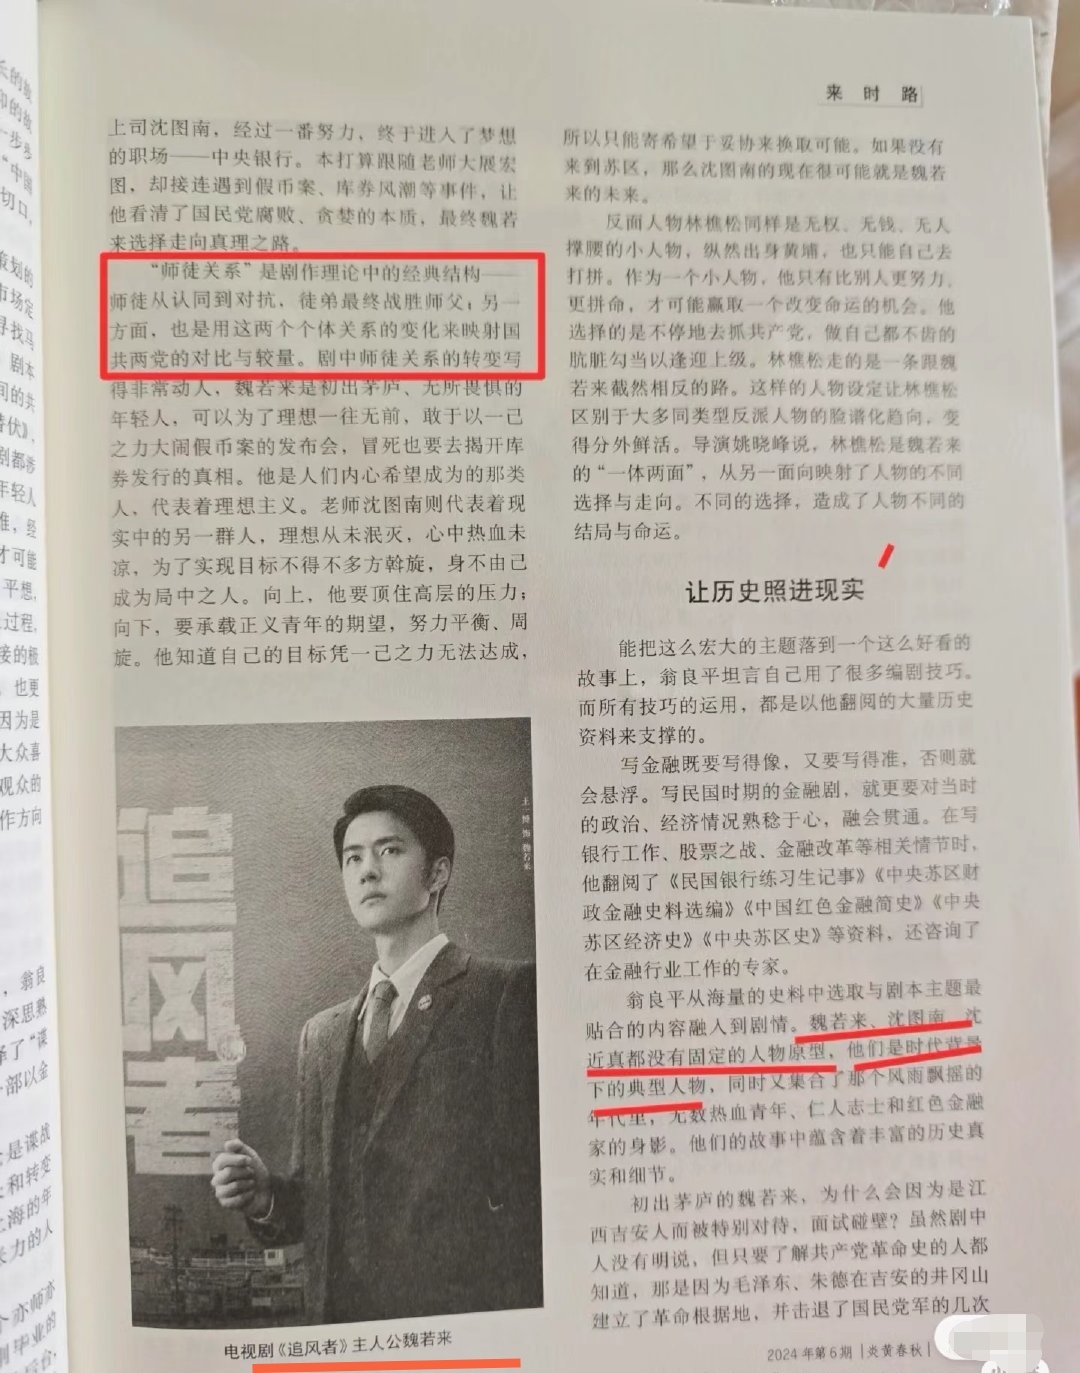 来时路
上司沈图南，经过一番努力，终于进入了梦想
的职场——中央银行。本打算跟随老师大展宏
图，却接连遇到假币案、库券风潮等事件，让
他看清了国民党腐败、贪婪的本质，最终魏若
来选择走向真理之路。
“师徒关系”是剧作理论中的经典结构——
师徒从认同到对抗，徒弟最终战胜师父；另一
方面，也是用这两个个体关系的变化来映射国
共两党的对比与较量。剧中师徒关系的转变写
得非常动人，魏若来是初出茅庐、无所畏惧的
年轻人，可以为了理想一往无前，敢于以一己
之力大闹假币案的发布会，冒死也要去揭开库
券发行的真相。他是人们内心希望成为的那类
人，代表着理想主义。老师沈图南则代表着现
实中的另一群人，理想从未泯灭，心中热血未
凉，为了实现目标不得不多方斡旋，身不由己
成为局中之人。向上，他要顶住高层的压力；
向下，要承载正义青年的期望，努力平衡、周
旋。他知道自己的目标凭一己之力无法达成，
追风者
王一博 饰 魏若来
电视剧《追风者》主人公魏若来
所以只能寄希望于妥协来换取可能。如果没有
来到苏区，那么沈图南的现在很可能就是魏若
来的未来。
反面人物林樵松同样是无权、无钱、无人
撑腰的小人物，纵然出身黄埔，也只能自己去
打拼。作为一个小人物，他只有比别人更努力、
更拼命，才可能赢取一个改变命运的机会。他
选择的是不停地去抓共产党，做自己都不齿的
肮脏勾当以逢迎上级。林樵松走的是一条跟魏
若来截然相反的路。这样的人物设定让林樵松
区别于大多同类型反派人物的脸谱化趋向，变
得分外鲜活。导演姚晓峰说，林樵松是魏若来
的“一体两面”，从另一面向映射了人物的不同
选择与走向。不同的选择，造成了人物不同的
结局与命运。
让历史照进现实
能把这么宏大的主题落到一个这么好看的
故事上，翁良平坦言自己用了很多编剧技巧。
而所有技巧的运用，都是以他翻阅的大量历史
资料来支撑的。
写金融既要写得像，又要写得准，否则就
会悬浮。写民国时期的金融剧，就更要对当时
的政治、经济情况熟稔于心，融会贯通。在写
银行工作、股票之战、金融改革等相关情节时，
他翻阅了《民国银行练习生记事》《中央苏区财
政金融史料选编》《中国红色金融简史》《中央
苏区经济史》《中央苏区史》等资料，还咨询了
在金融行业工作的专家。
翁良平从海量的史料中选取与剧本主题最
贴合的内容融入到剧情。魏若来、沈图南、沈
近真都没有固定的人物原型，他们是时代背景
下的典型人物，同时又集合了那个风雨飘摇的
年代里，无数热血青年、仁人志士和红色金融
家的身影。他们的故事中蕴含着丰富的历史真
实和细节。
初出茅庐的魏若来，为什么会因为是江
西吉安人而被特别对待，面试碰壁？虽然剧中
人没有明说，但只要了解共产党革命史的人都
知道，那是因为毛泽东、朱德在吉安的井冈山
建立了革命根据地，并击退了国民党军的几次
2024年第6期 | 炎黄春秋 |